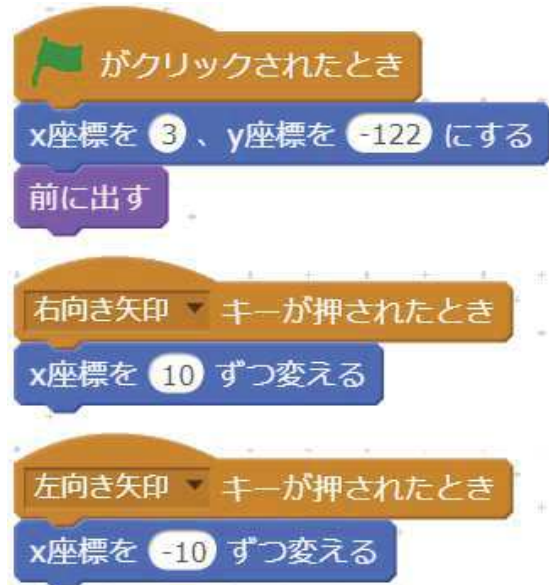 がクリックされたとき
x座標を 3 、y座標を -122 にする
前に出す
右向き矢印 キーが押されたとき
x座標を 10 ずつ変える
左向き矢印 キーが押されたとき
x座標を -10 ずつ変える